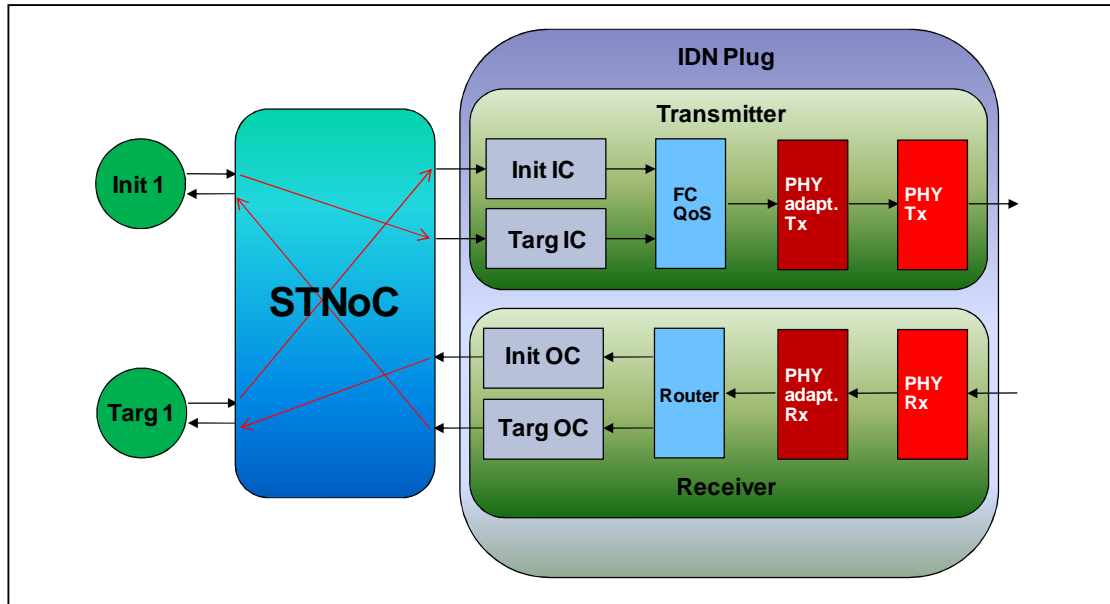 IDN Plug
Transmitter
Init 1
Init IC
Targ IC
FC
QoS
PHY
adapt.
Tx
PHY
Tx
STNoC
Targ 1
Init OC
Targ OC
Router
PHY
adapt.
Rx
PHY
Rx
Receiver